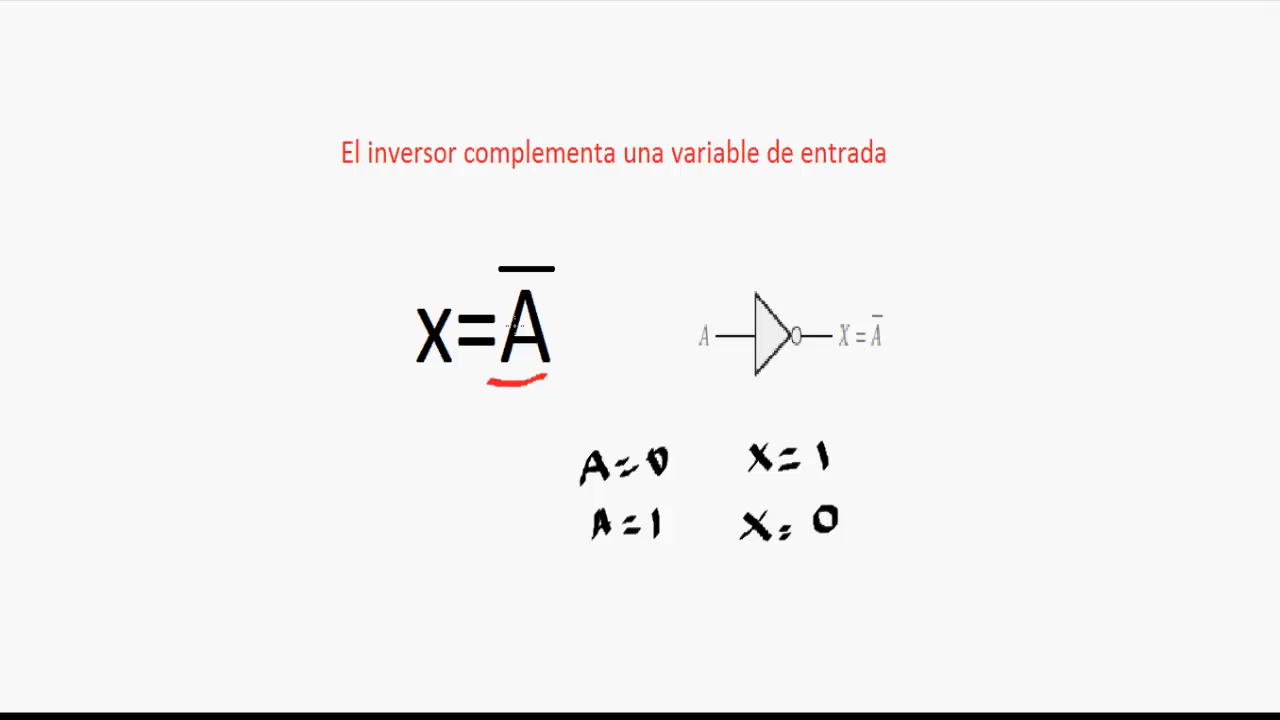 El inversor complementa una variable de entrada
x=A̅
A X = A̅
A=0 X=1
A=1 X=0